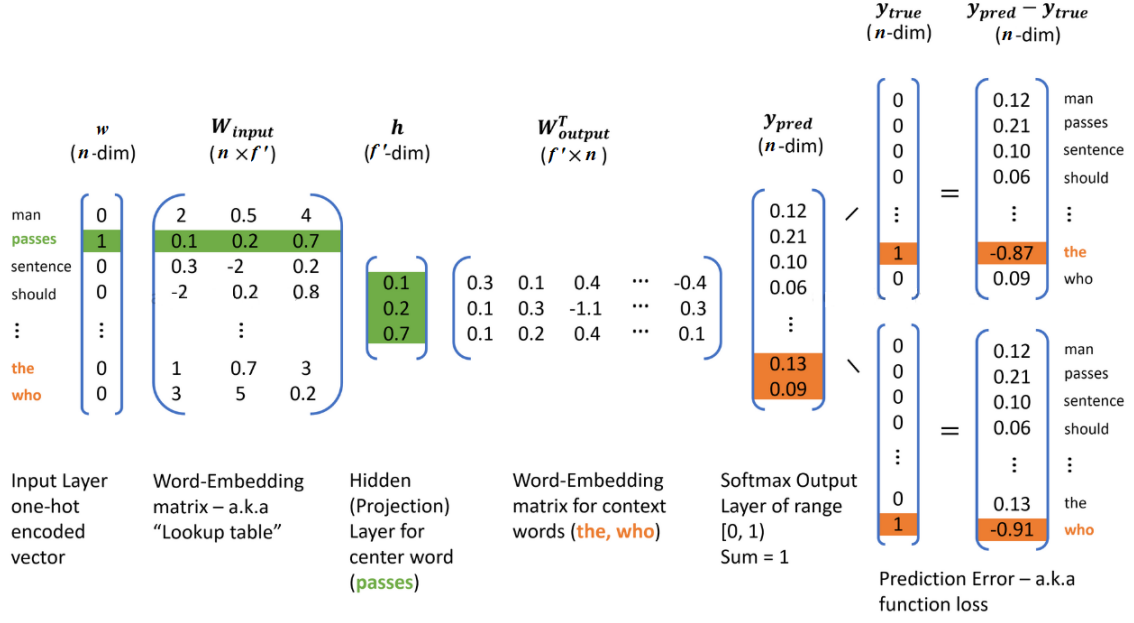 y_true
(n-dim)
y_pred − y_true
(n-dim)
w
(n-dim)
W_input
(n ×f')
h
(f'-dim)
W^T_output
(f'×n)
y_pred
(n-dim)
man
passes
sentence
should
⋮
the
who
0
1
0
0
⋮
0
0
2 0.5 4
0.1 0.2 0.7
0.3 -2 0.2
-2 0.2 0.8
⋮
1 0.7 3
3 5 0.2
0.1
0.2
0.7
0.3 0.1 0.4 ⋯ -0.4
0.1 0.3 -1.1 ⋯ 0.3
0.1 0.2 0.4 ⋯ 0.1
0.12
0.21
0.10
0.06
⋮
0.13
0.09
0
0
0
0
⋮
1
0
=
0.12
0.21
0.10
0.06
⋮
-0.87
0.09
man
passes
sentence
should
⋮
the
who
0
0
0
0
⋮
0
1
=
0.12
0.21
0.10
0.06
⋮
0.13
-0.91
man
passes
sentence
should
⋮
the
who
Input Layer
one-hot
encoded
vector
Word-Embedding
matrix – a.k.a
“Lookup table”
Hidden
(Projection)
Layer for
center word
(passes)
Word-Embedding
matrix for context
words (the, who)
Softmax Output
Layer of range
[0, 1)
Sum = 1
Prediction Error – a.k.a
function loss